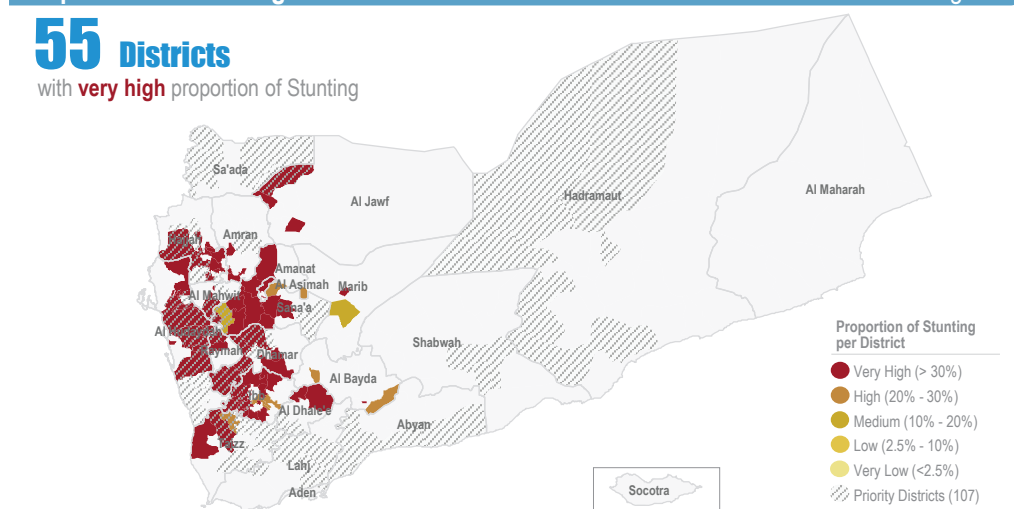 55 Districts
with very high proportion of Stunting
Sa'ada
Al Jawf
Hadramaut
Al Maharah
Hajjah
Amran
Amanat
Al Asimah
Marib
Al Mahwit
Sana'a
Al Hudaydah
Raymah
Dhamar
Shabwah
Al Bayda
Ibb
Al Dhale'e
Abyan
Taizz
Lahj
Aden
Socotra
Proportion of Stunting
per District
Very High (> 30%)
High (20% - 30%)
Medium (10% - 20%)
Low (2.5% - 10%)
Very Low (<2.5%)
Priority Districts (107)